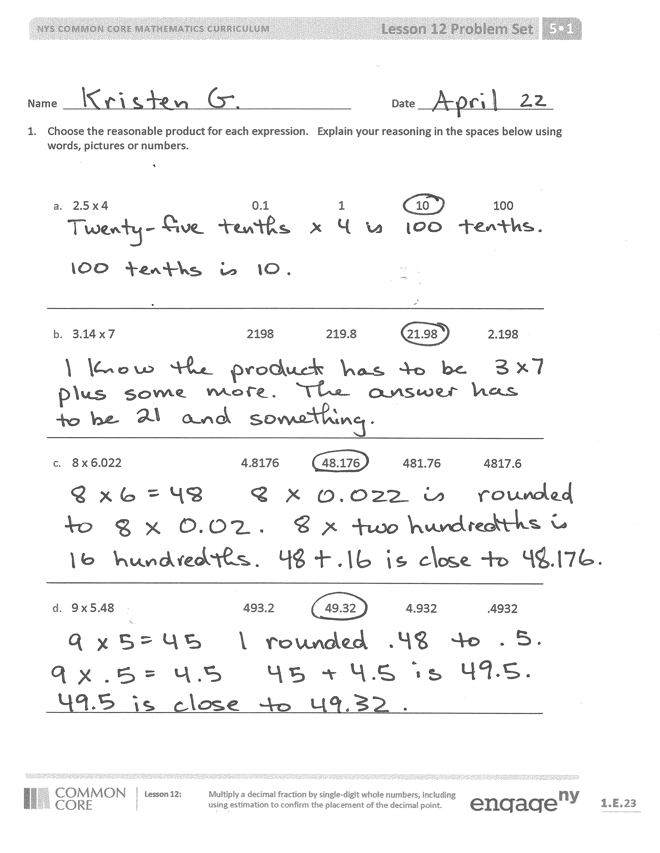 NYS COMMON CORE MATHEMATICS CURRICULUM Lesson 12 Problem Set 5•1
Name Kristen G. Date April 22
1. Choose the reasonable product for each expression. Explain your reasoning in the spaces below using
words, pictures or numbers.
a. 2.5 x 4 0.1 1 10 100
Twenty-five tenths x 4 is 100 tenths.
100 tenths is 10.
b. 3.14 x 7 2198 219.8 21.98 2.198
I know the product has to be 3 x 7
plus some more. The answer has
to be 21 and something.
c. 8 x 6.022 4.8176 48.176 481.76 4817.6
8 x 6 = 48 8 x 0.022 is rounded
to 8 x 0.02. 8 x two hundredths is
16 hundredths. 48 + .16 is close to 48.176.
d. 9 x 5.48 493.2 49.32 4.932 .4932
9 x 5 = 45 I rounded .48 to .5.
9 x .5 = 4.5 45 + 4.5 is 49.5.
49.5 is close to 49.32.
COMMON CORE Lesson 12: Multiply a decimal fraction by single-digit whole numbers, including
using estimation to confirm the placement of the decimal point. engage ny 1.E.23